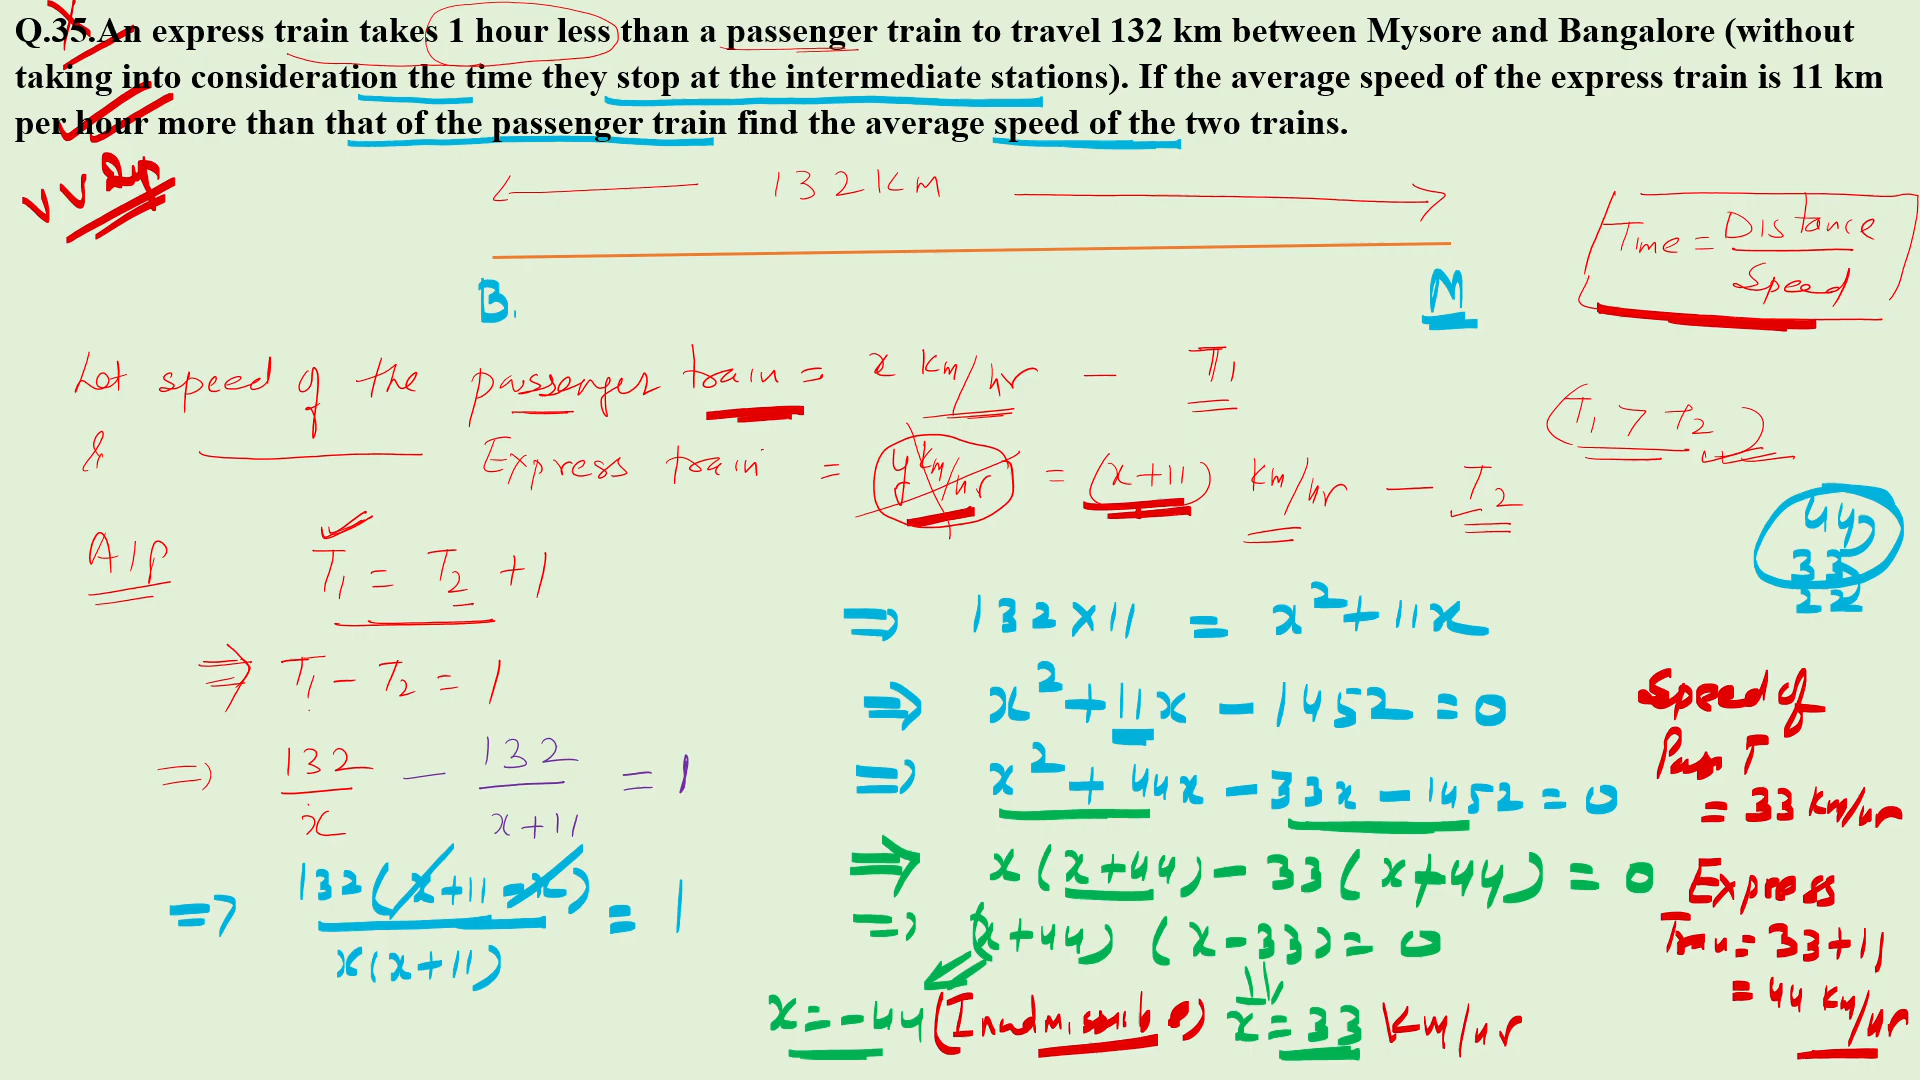 Q.35.An express train takes 1 hour less than a passenger train to travel 132 km between Mysore and Bangalore (without
taking into consideration the time they stop at the intermediate stations). If the average speed of the express train is 11 km
per hour more than that of the passenger train find the average speed of the two trains.
V V Imp
132 KM
Time = Distance / Speed
B.
M
Let speed of the passenger train = x km/hr - T₁
T₁ > T₂
& Express train = y km/hr = (x+11) km/hr - T₂
44
33
22
A/P T₁ = T₂ + 1
⇒ T₁ - T₂ = 1
⇒ 132/x - 132/(x+11) = 1
⇒ 132(x+11-x) / x(x+11) = 1
⇒ 132×11 = x² + 11x
⇒ x² + 11x - 1452 = 0
⇒ x² + 44x - 33x - 1452 = 0
⇒ x(x+44) - 33(x+44) = 0
⇒ (x+44) (x-33) = 0
x = -44 (Inadmissible) x = 33 Km/hr
Speed of
Pass T
= 33 km/hr
Express
Train = 33+11
= 44 km/hr